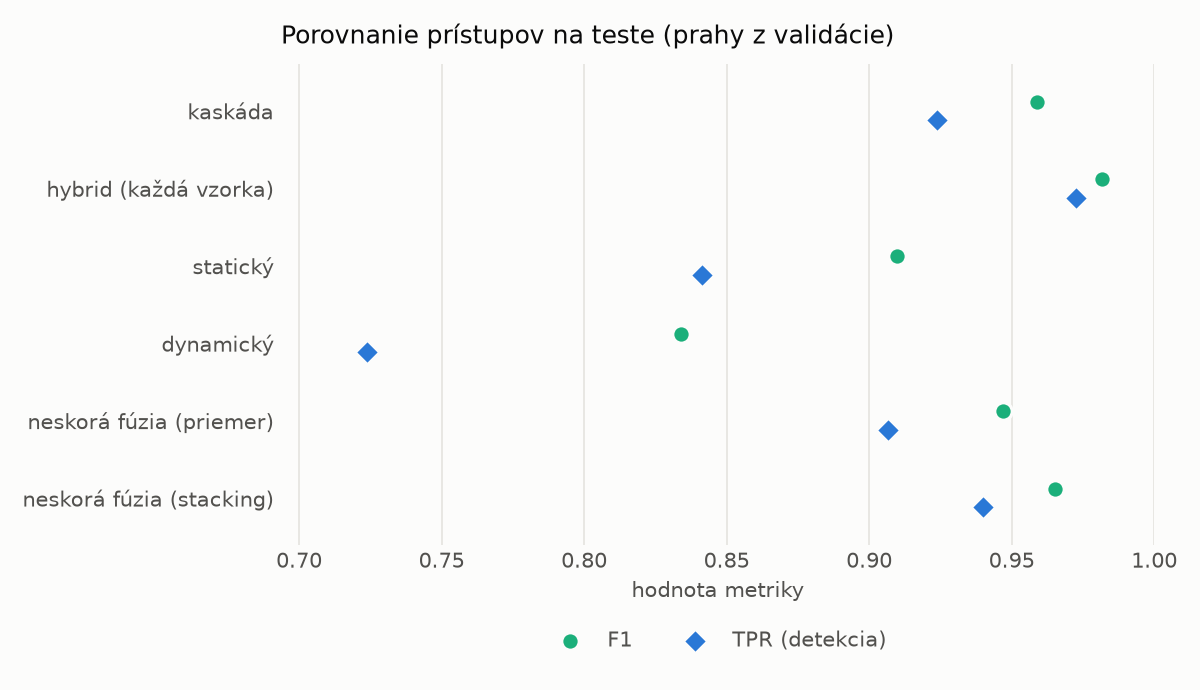 Porovnanie prístupov na teste (prahy z validácie)
kaskáda
hybrid (každá vzorka)
statický
dynamický
neskorá fúzia (priemer)
neskorá fúzia (stacking)
0.70 0.75 0.80 0.85 0.90 0.95 1.00
hodnota metriky
F1 TPR (detekcia)